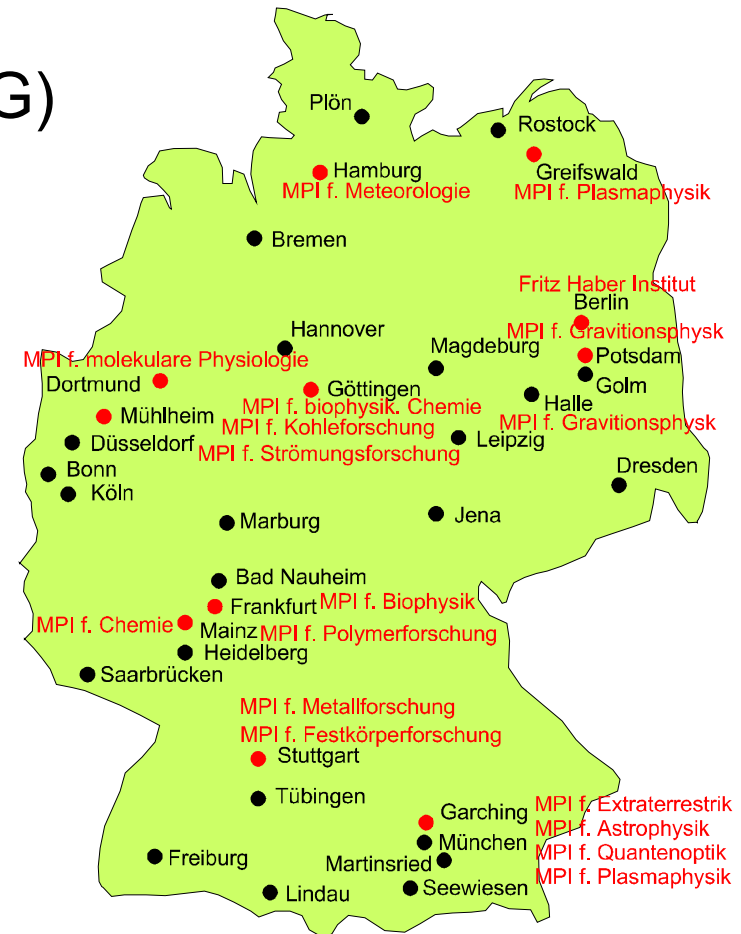 G)
Plön
Rostock
Hamburg
MPI f. Meteorologie
Greifswald
MPI f. Plasmaphysik
Bremen
Fritz Haber Institut
Berlin
Hannover
MPI f. Gravitionsphysk
Magdeburg
Potsdam
MPI f. molekulare Physiologie
Dortmund
Göttingen
Golm
Halle
MPI f. biophysik. Chemie
Mühlheim
MPI f. Kohleforschung
MPI f. Gravitionsphysk
Düsseldorf
Leipzig
MPI f. Strömungsforschung
Bonn
Dresden
Köln
Marburg
Jena
Bad Nauheim
Frankfurt
MPI f. Biophysik
MPI f. Chemie
Mainz
MPI f. Polymerforschung
Heidelberg
Saarbrücken
MPI f. Metallforschung
MPI f. Festkörperforschung
Stuttgart
Tübingen
Garching
MPI f. Extraterrestrik
München
MPI f. Astrophysik
Freiburg
Martinsried
MPI f. Quantenoptik
Lindau
Seewiesen
MPI f. Plasmaphysik